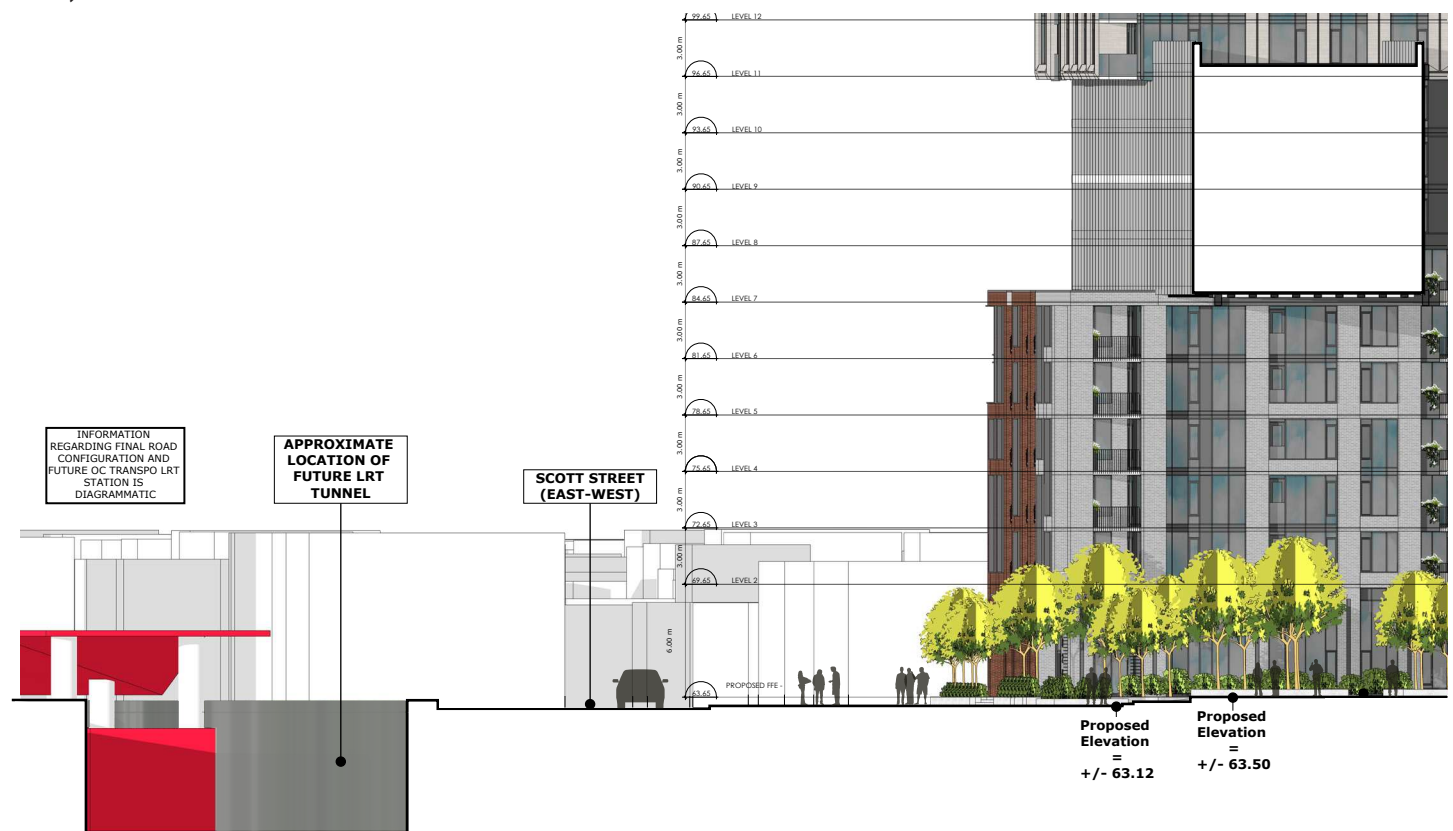 99.65 LEVEL 12
3.00 m
96.65 LEVEL 11
3.00 m
93.65 LEVEL 10
3.00 m
90.65 LEVEL 9
3.00 m
87.65 LEVEL 8
3.00 m
84.65 LEVEL 7
3.00 m
81.65 LEVEL 6
3.00 m
78.65 LEVEL 5
3.00 m
75.65 LEVEL 4
3.00 m
72.65 LEVEL 3
3.00 m
69.65 LEVEL 2
6.00 m
63.65 PROPOSED FFE -
INFORMATION
REGARDING FINAL ROAD
CONFIGURATION AND
FUTURE OC TRANSPO LRT
STATION IS
DIAGRAMMATIC
APPROXIMATE
LOCATION OF
FUTURE LRT
TUNNEL
SCOTT STREET
(EAST-WEST)
Proposed
Elevation
=
+/- 63.12
Proposed
Elevation
=
+/- 63.50